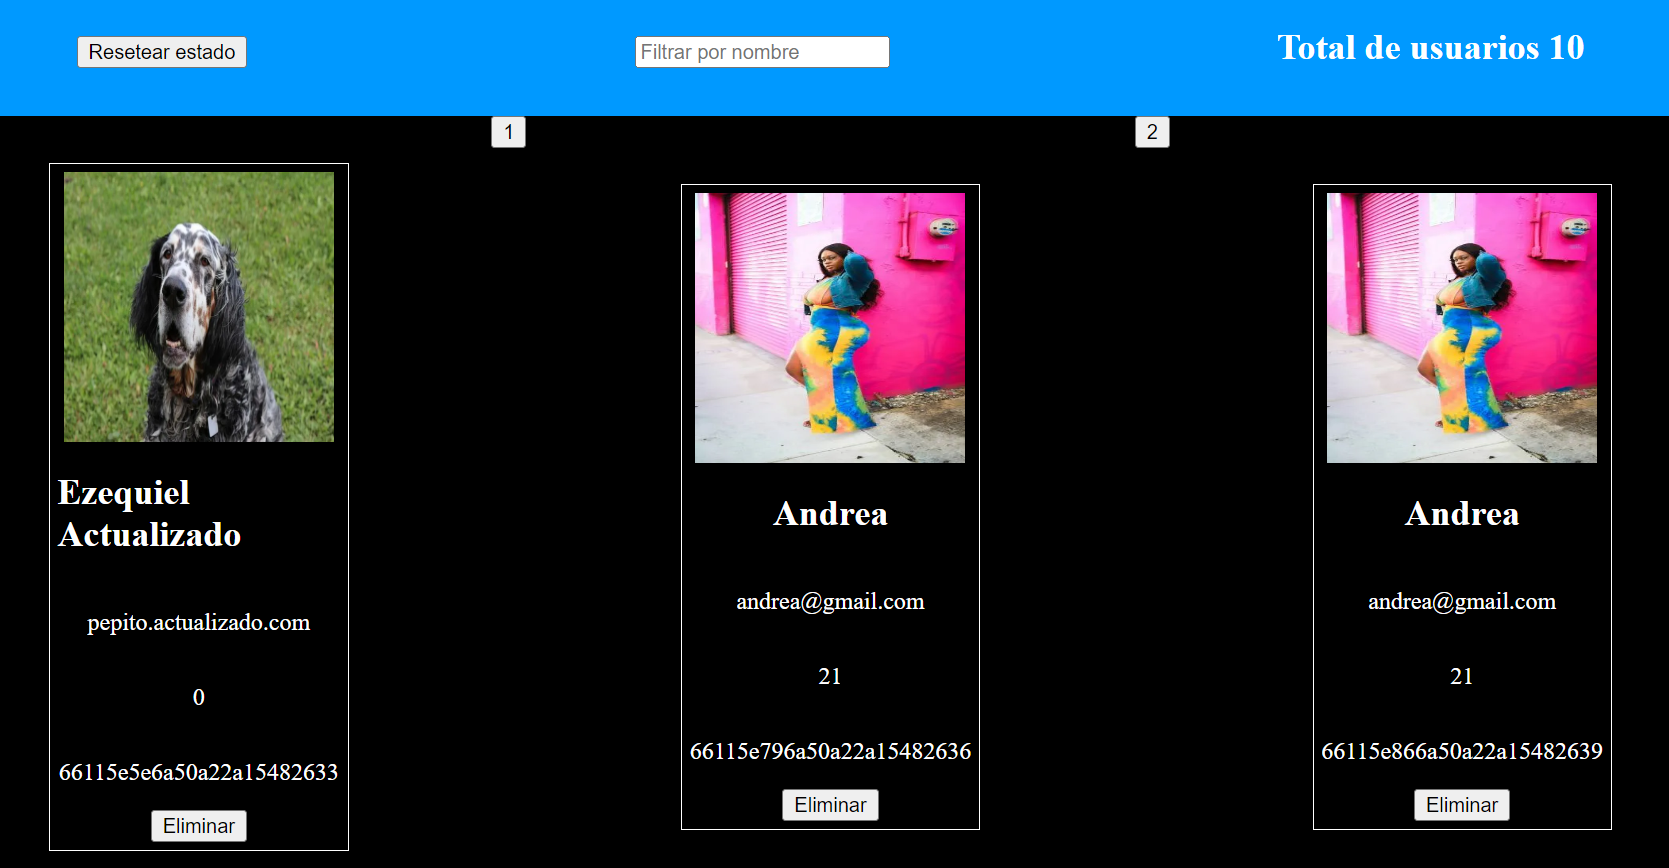 Resetear estado
Filtrar por nombre
Total de usuarios 10
1
2
Ezequiel
Actualizado
pepito.actualizado.com
0
66115e5e6a50a22a15482633
Eliminar
Andrea
andrea@gmail.com
21
66115e796a50a22a15482636
Eliminar
Andrea
andrea@gmail.com
21
66115e866a50a22a15482639
Eliminar